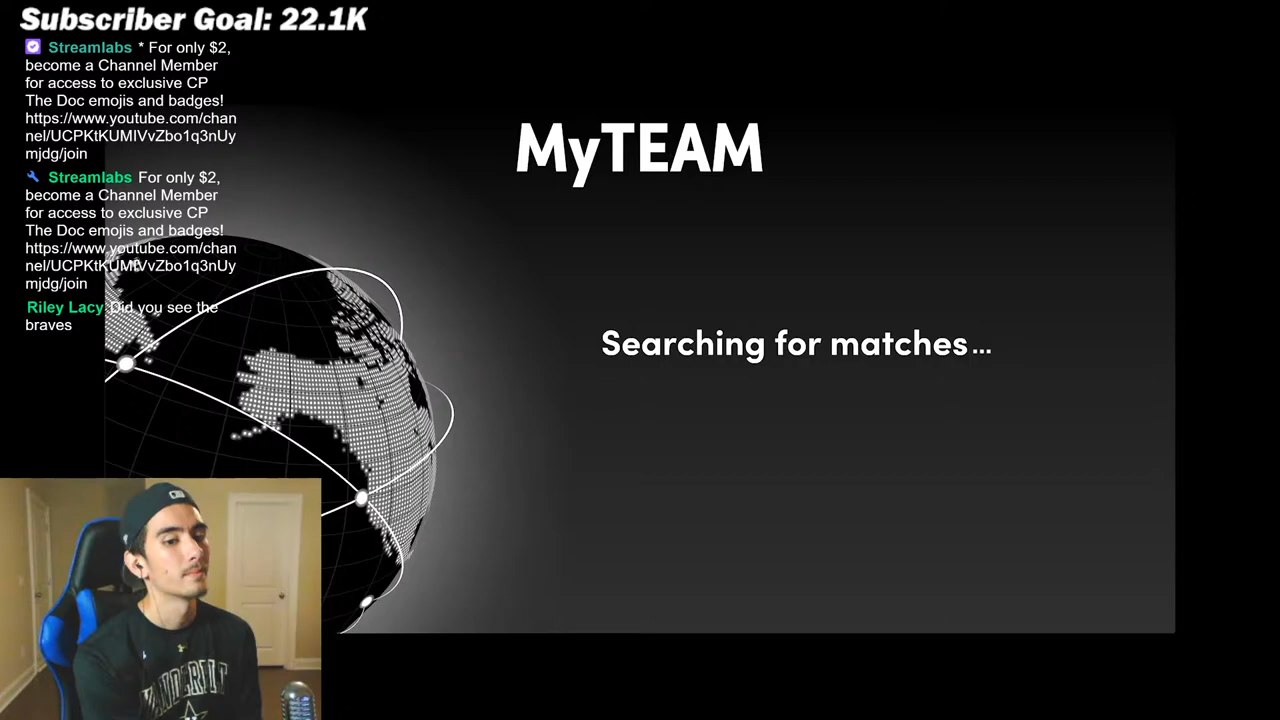 Subscriber Goal: 22.1K
Streamlabs * For only $2,
become a Channel Member
for access to exclusive CP
The Doc emojis and badges!
https://www.youtube.com/chan
nel/UCPKtKUMIVvZbo1q3nUy
mjdg/join
Streamlabs For only $2,
become a Channel Member
for access to exclusive CP
The Doc emojis and badges!
https://www.youtube.com/chan
nel/UCPKtKUMIVvZbo1q3nUy
mjdg/join
Riley Lacy: Did you see the
braves
MyTEAM
Searching for matches...
VANDERBILT